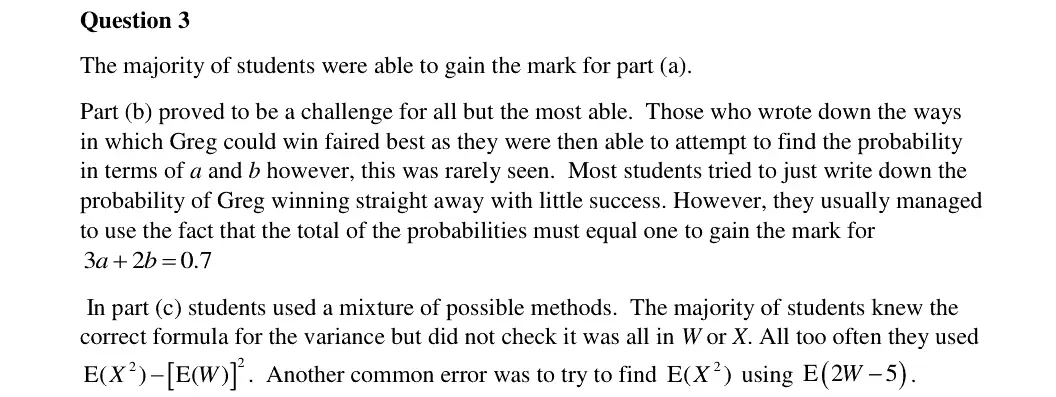 Question 3
The majority of students were able to gain the mark for part (a).
Part (b) proved to be a challenge for all but the most able.  Those who wrote down the ways
in which Greg could win faired best as they were then able to attempt to find the probability
in terms of a and b however, this was rarely seen.  Most students tried to just write down the
probability of Greg winning straight away with little success. However, they usually managed
to use the fact that the total of the probabilities must equal one to gain the mark for
3a + 2b = 0.7
In part (c) students used a mixture of possible methods.  The majority of students knew the
correct formula for the variance but did not check it was all in W or X. All too often they used
E(X²) – [E(W)]².  Another common error was to try to find E(X²) using E(2W – 5).